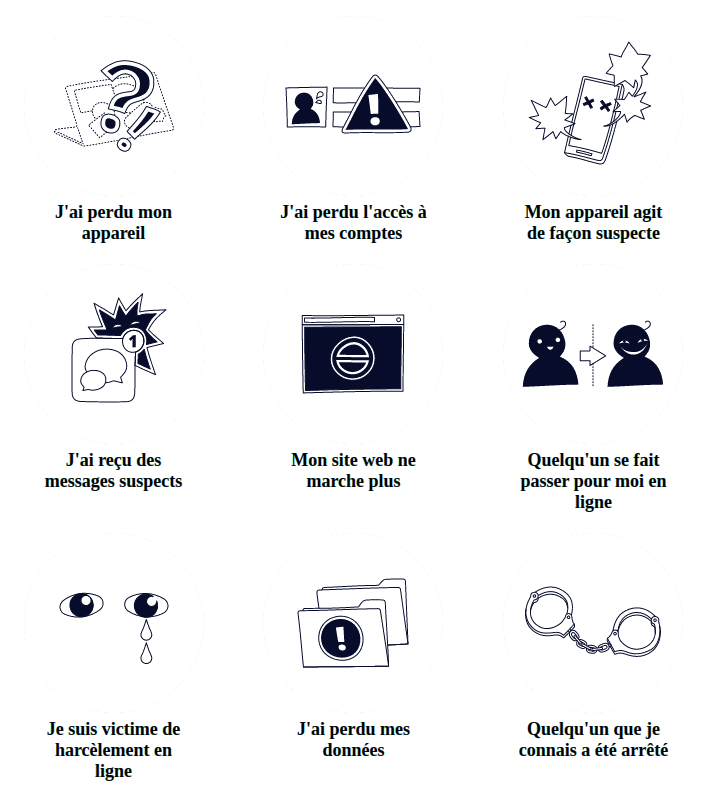 J'ai perdu mon
appareil
J'ai perdu l'accès à
mes comptes
Mon appareil agit
de façon suspecte
1
J'ai reçu des
messages suspects
Mon site web ne
marche plus
Quelqu'un se fait
passer pour moi en
ligne
Je suis victime de
harcèlement en
ligne
J'ai perdu mes
données
Quelqu'un que je
connais a été arrêté